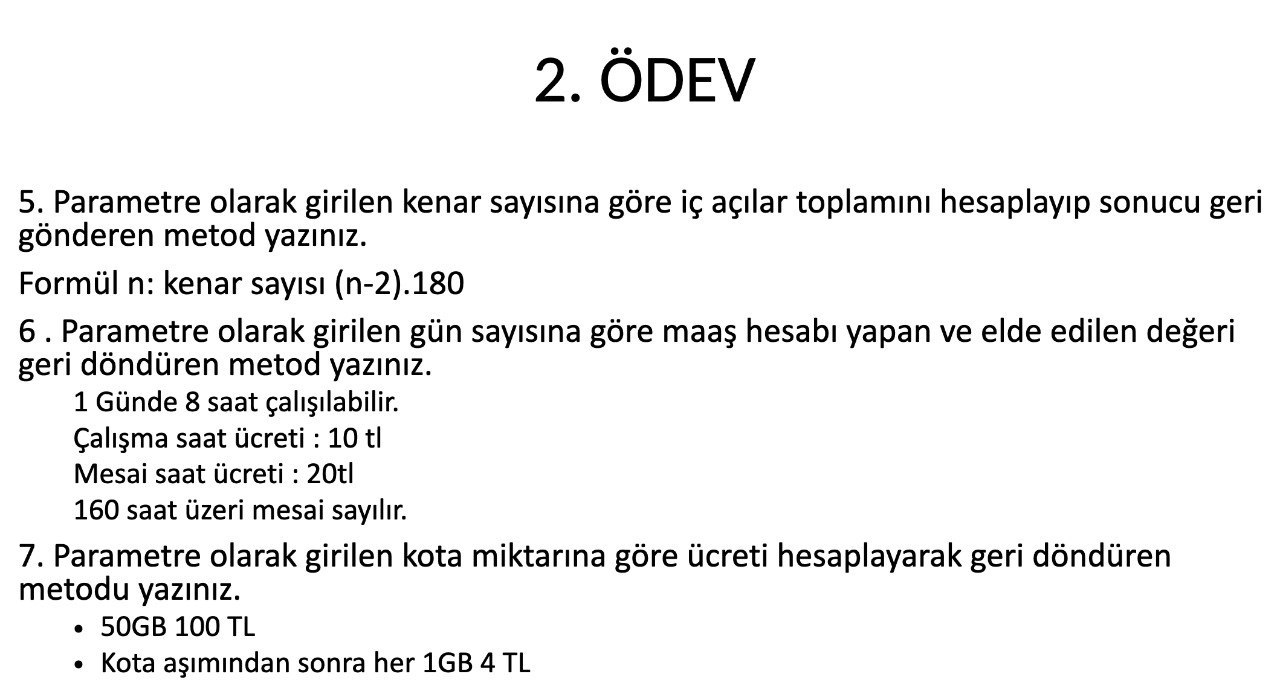 2. ÖDEV
5. Parametre olarak girilen kenar sayısına göre iç açılar toplamını hesaplayıp sonucu geri
gönderen metod yazınız.
Formül n: kenar sayısı (n-2).180
6 . Parametre olarak girilen gün sayısına göre maaş hesabı yapan ve elde edilen değeri
geri döndüren metod yazınız.
1 Günde 8 saat çalışılabilir.
Çalışma saat ücreti : 10 tl
Mesai saat ücreti : 20tl
160 saat üzeri mesai sayılır.
7. Parametre olarak girilen kota miktarına göre ücreti hesaplayarak geri döndüren
metodu yazınız.
• 50GB 100 TL
• Kota aşımından sonra her 1GB 4 TL